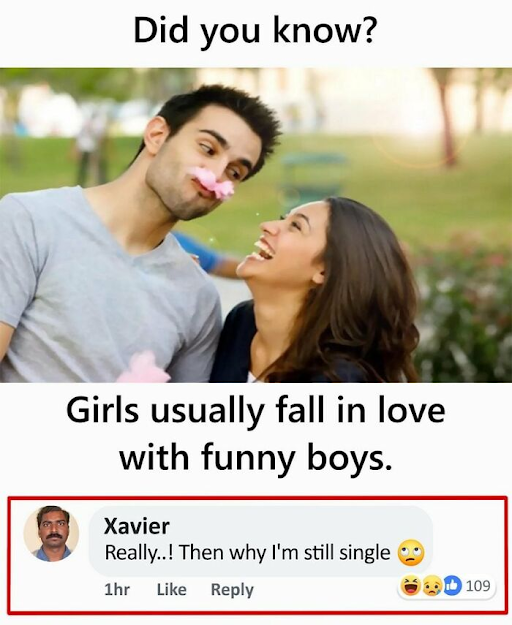 Did you know?
Girls usually fall in love
with funny boys.
Xavier
Really..! Then why I'm still single 🙄
1hr Like Reply 109